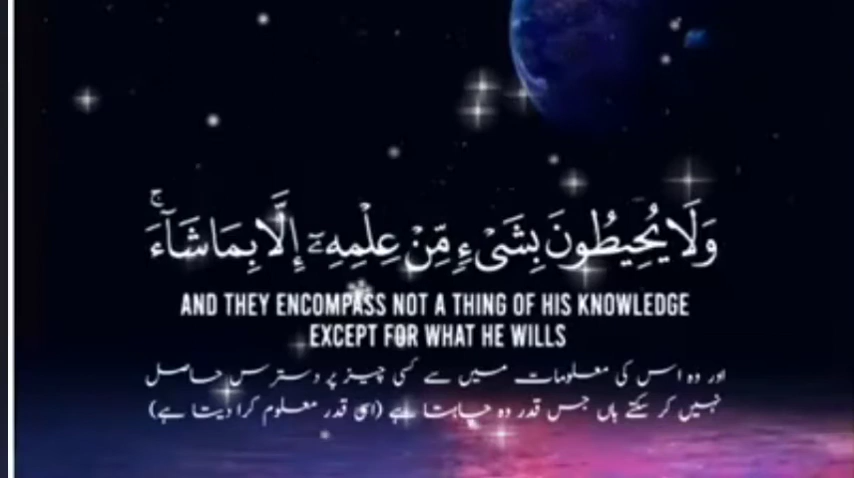 وَلَا يُحِيطُونَ بِشَيْءٍ مِّنْ عِلْمِهِۦٓ إِلَّا بِمَا شَآءَ ۚ
AND THEY ENCOMPASS NOT A THING OF HIS KNOWLEDGE
EXCEPT FOR WHAT HE WILLS
اور وہ اس کی معلومات میں سے کسی چیز پر دسترس حاصل
نہیں کر سکتے ہاں جس قدر وہ چاہتا ہے (اسی قدر معلوم کرا دیتا ہے)